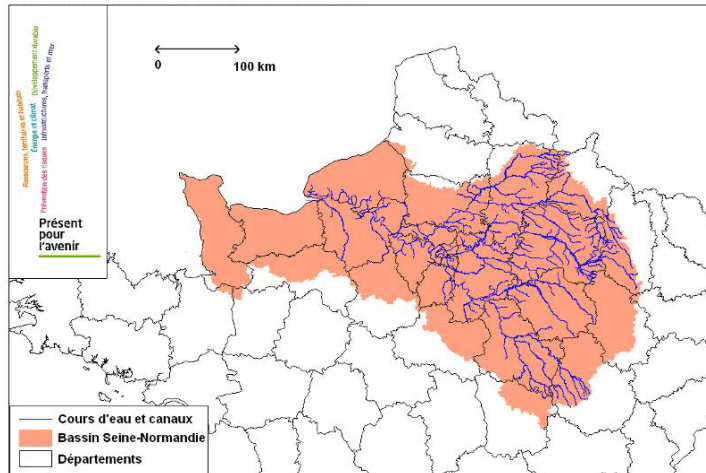 Ressources, territoires et habitats
Énergie et climat
Développement durable
Prévention des risques
Infrastructures, transports et mer
Présent
pour
l'avenir
0
100 km
Cours d'eau et canaux
Bassin Seine-Normandie
Départements